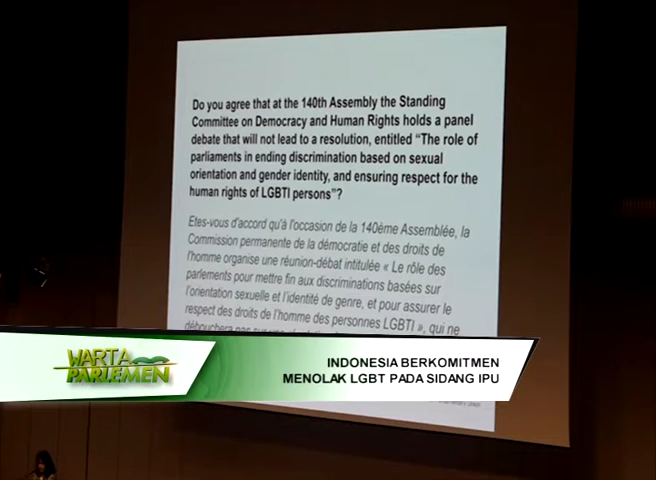 Do you agree that at the 140th Assembly the Standing
Committee on Democracy and Human Rights holds a panel
debate that will not lead to a resolution, entitled “The role of
parliaments in ending discrimination based on sexual
orientation and gender identity, and ensuring respect for the
human rights of LGBTI persons”?
Etes-vous d'accord qu'à l'occasion de la 140ème Assemblée, la
Commission permanente de la démocratie et des droits de
l'homme organise une réunion-débat intitulée « Le rôle des
parlements pour mettre fin aux discriminations basées sur
l'orientation sexuelle et l'identité de genre, et pour assurer le
respect des droits de l'homme des personnes LGBTI », qui ne
débouchera pas sur une
WARTA
PARLEMEN
INDONESIA BERKOMITMEN
MENOLAK LGBT PADA SIDANG IPU